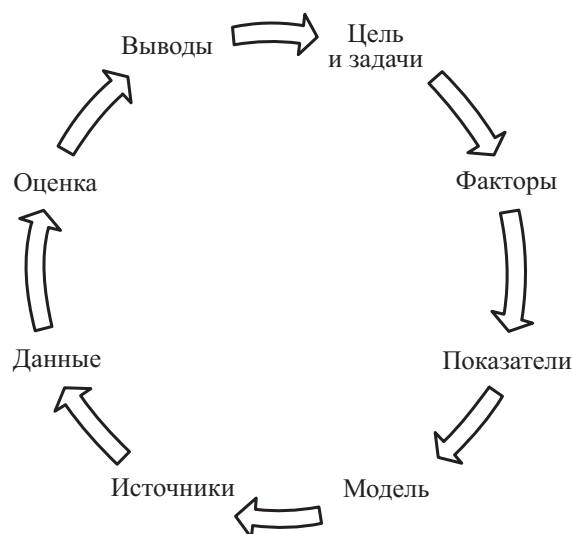 Выводы
Цель
и задачи
Факторы
Показатели
Модель
Источники
Данные
Оценка